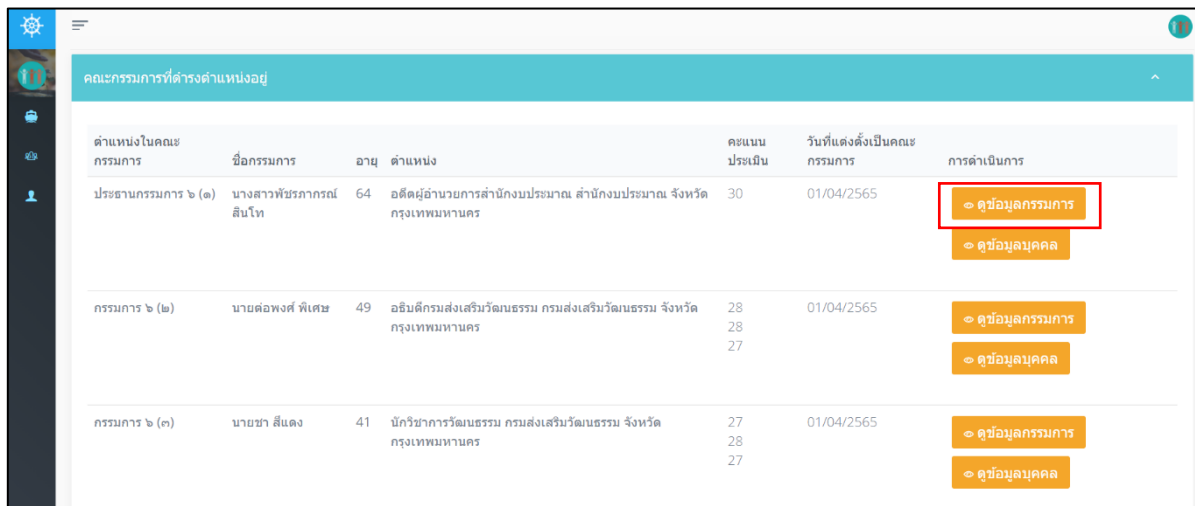 คณะกรรมการที่ดำรงตำแหน่งอยู่
ตำแหน่งในคณะ
กรรมการ
ชื่อกรรมการ
อายุ
ตำแหน่ง
คะแนน
ประเมิน
วันที่แต่งตั้งเป็นคณะ
กรรมการ
การดำเนินการ
ประธานกรรมการ ๖ (๑)
นางสาวพัชรภากรณ์
สินโท
64
อดีตผู้อำนวยการสำนักงบประมาณ สำนักงบประมาณ จังหวัด
กรุงเทพมหานคร
30
01/04/2565
ดูข้อมูลกรรมการ
ดูข้อมูลบุคคล
กรรมการ ๖ (๒)
นายต่อพงศ์ พิเศษ
49
อธิบดีกรมส่งเสริมวัฒนธรรม กรมส่งเสริมวัฒนธรรม จังหวัด
กรุงเทพมหานคร
28
28
27
01/04/2565
ดูข้อมูลกรรมการ
ดูข้อมูลบุคคล
กรรมการ ๖ (๓)
นายชา สีแดง
41
นักวิชาการวัฒนธรรม กรมส่งเสริมวัฒนธรรม จังหวัด
กรุงเทพมหานคร
27
28
27
01/04/2565
ดูข้อมูลกรรมการ
ดูข้อมูลบุคคล